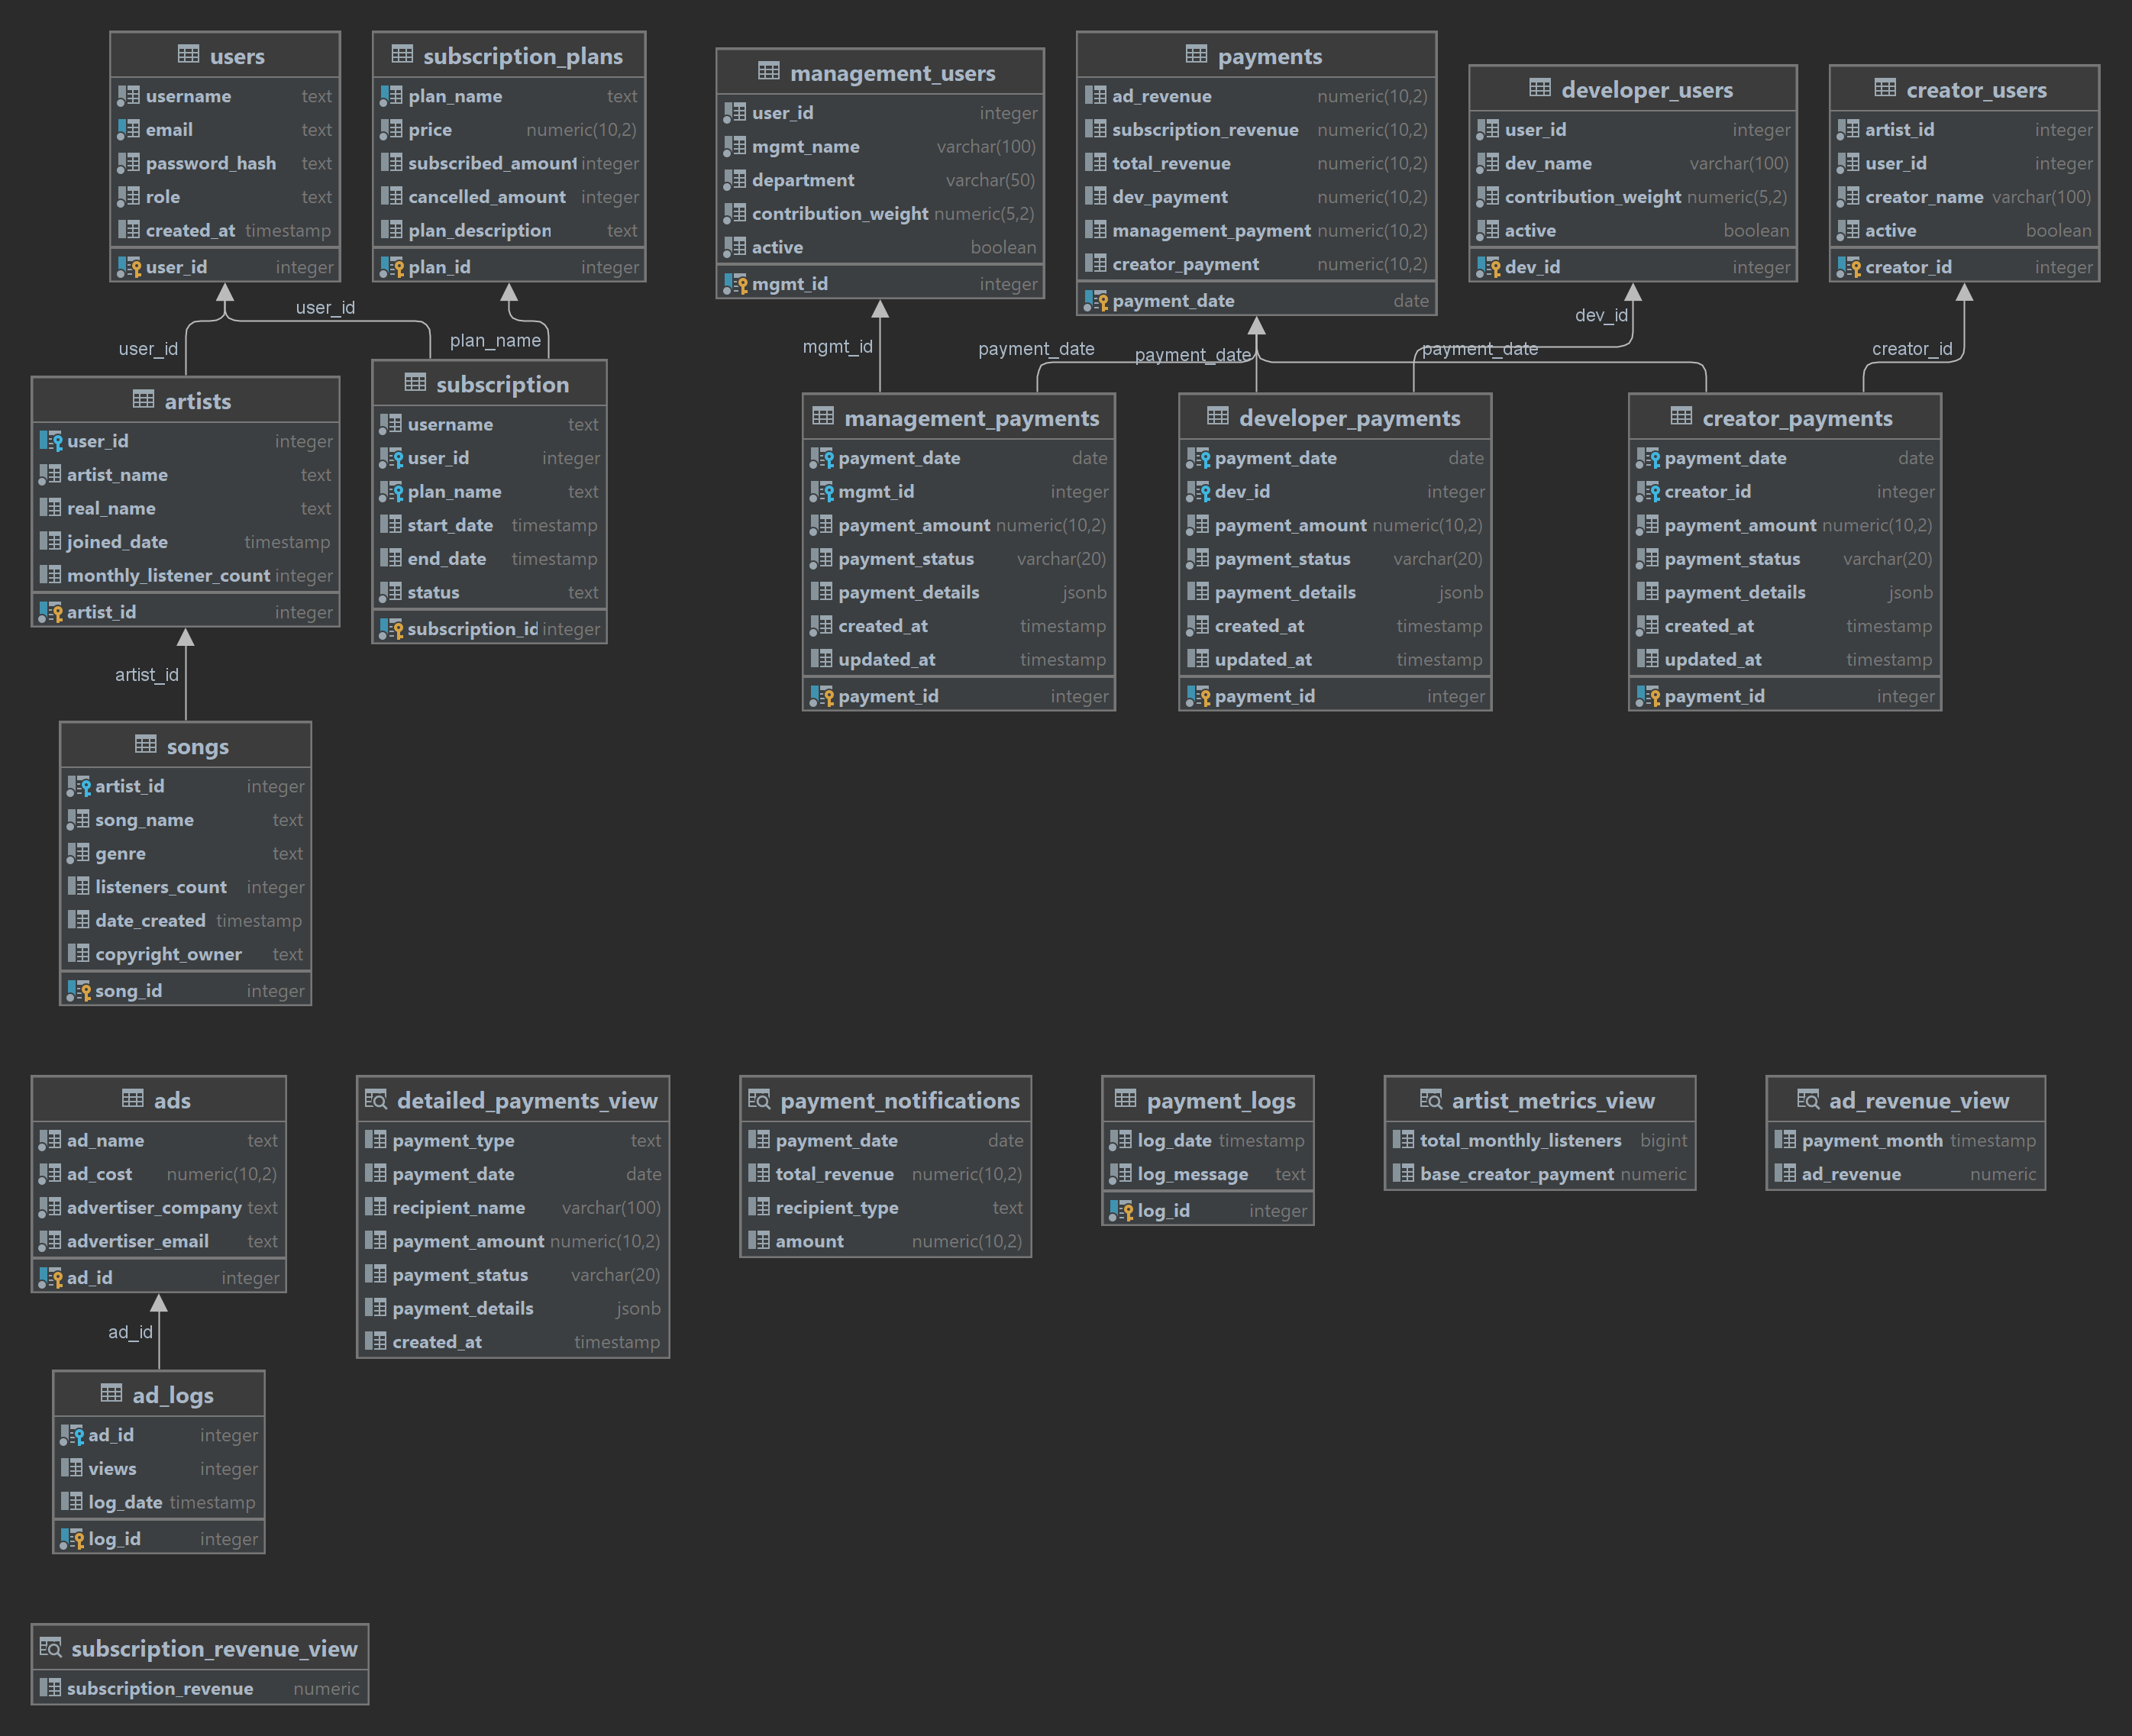 users
username text
email text
password_hash text
role text
created_at timestamp
user_id integer
subscription_plans
plan_name text
price numeric(10,2)
subscribed_amount integer
cancelled_amount integer
plan_description text
plan_id integer
management_users
user_id integer
mgmt_name varchar(100)
department varchar(50)
contribution_weight numeric(5,2)
active boolean
mgmt_id integer
payments
ad_revenue numeric(10,2)
subscription_revenue numeric(10,2)
total_revenue numeric(10,2)
dev_payment numeric(10,2)
management_payment numeric(10,2)
creator_payment numeric(10,2)
payment_date date
developer_users
user_id integer
dev_name varchar(100)
contribution_weight numeric(5,2)
active boolean
dev_id integer
creator_users
artist_id integer
user_id integer
creator_name varchar(100)
active boolean
creator_id integer
user_id
user_id
plan_name
mgmt_id
payment_date
payment_date
payment_date
dev_id
creator_id
artists
user_id integer
artist_name text
real_name text
joined_date timestamp
monthly_listener_count integer
artist_id integer
subscription
username text
user_id integer
plan_name text
start_date timestamp
end_date timestamp
status text
subscription_id integer
management_payments
payment_date date
mgmt_id integer
payment_amount numeric(10,2)
payment_status varchar(20)
payment_details jsonb
created_at timestamp
updated_at timestamp
payment_id integer
developer_payments
payment_date date
dev_id integer
payment_amount numeric(10,2)
payment_status varchar(20)
payment_details jsonb
created_at timestamp
updated_at timestamp
payment_id integer
creator_payments
payment_date date
creator_id integer
payment_amount numeric(10,2)
payment_status varchar(20)
payment_details jsonb
created_at timestamp
updated_at timestamp
payment_id integer
artist_id
songs
artist_id integer
song_name text
genre text
listeners_count integer
date_created timestamp
copyright_owner text
song_id integer
ads
ad_name text
ad_cost numeric(10,2)
advertiser_company text
advertiser_email text
ad_id integer
detailed_payments_view
payment_type text
payment_date date
recipient_name varchar(100)
payment_amount numeric(10,2)
payment_status varchar(20)
payment_details jsonb
created_at timestamp
payment_notifications
payment_date date
total_revenue numeric(10,2)
recipient_type text
amount numeric(10,2)
payment_logs
log_date timestamp
log_message text
log_id integer
artist_metrics_view
total_monthly_listeners bigint
base_creator_payment numeric
ad_revenue_view
payment_month timestamp
ad_revenue numeric
ad_id
ad_logs
ad_id integer
views integer
log_date timestamp
log_id integer
subscription_revenue_view
subscription_revenue numeric